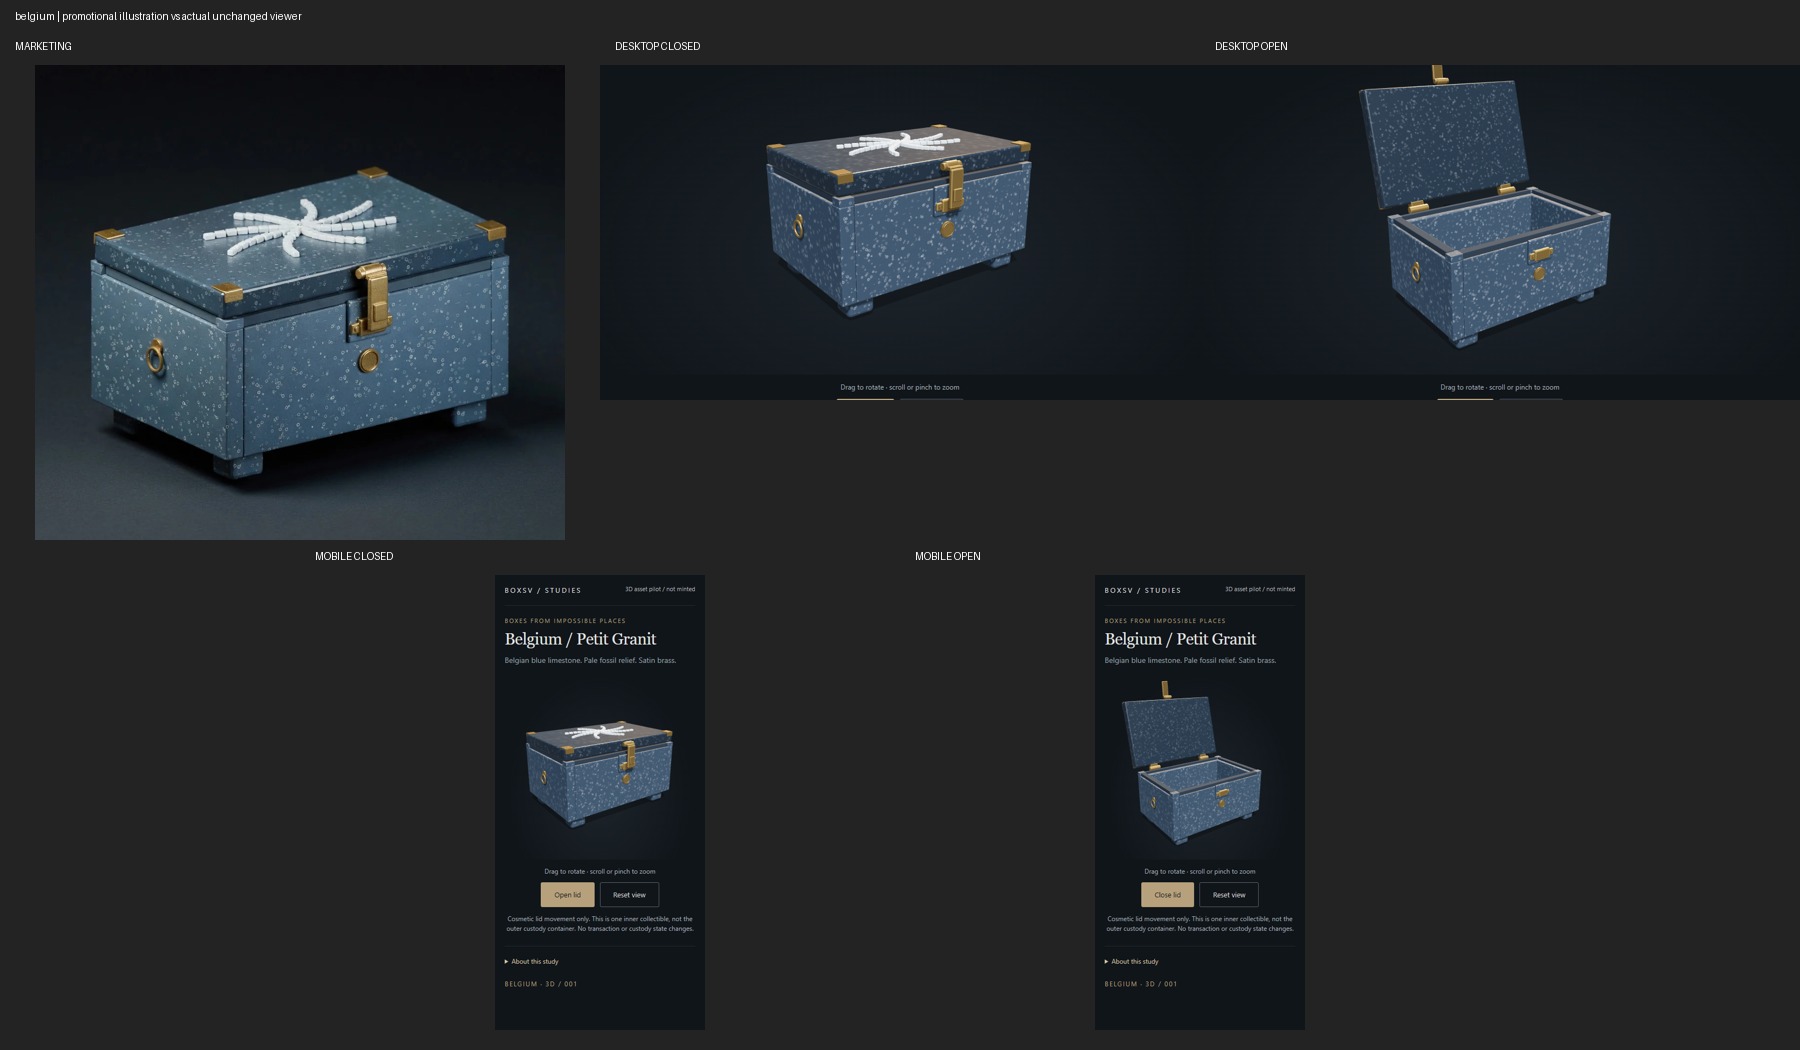 belgium | promotional illustration vs actual unchanged viewer
MARKETING
DESKTOP CLOSED
DESKTOP OPEN
Drag to rotate · scroll or pinch to zoom
Drag to rotate · scroll or pinch to zoom
MOBILE CLOSED
MOBILE OPEN
BOXSV / STUDIES
3D asset pilot / not minted
BOXES FROM IMPOSSIBLE PLACES
Belgium / Petit Granit
Belgian blue limestone. Pale fossil relief. Satin brass.
Drag to rotate · scroll or pinch to zoom
Open lid
Reset view
Cosmetic lid movement only. This is one inner collectible, not the
outer custody container. No transaction or custody state changes.
▸ About this study
BELGIUM · 3D / 001
BOXSV / STUDIES
3D asset pilot / not minted
BOXES FROM IMPOSSIBLE PLACES
Belgium / Petit Granit
Belgian blue limestone. Pale fossil relief. Satin brass.
Drag to rotate · scroll or pinch to zoom
Close lid
Reset view
Cosmetic lid movement only. This is one inner collectible, not the
outer custody container. No transaction or custody state changes.
▸ About this study
BELGIUM · 3D / 001